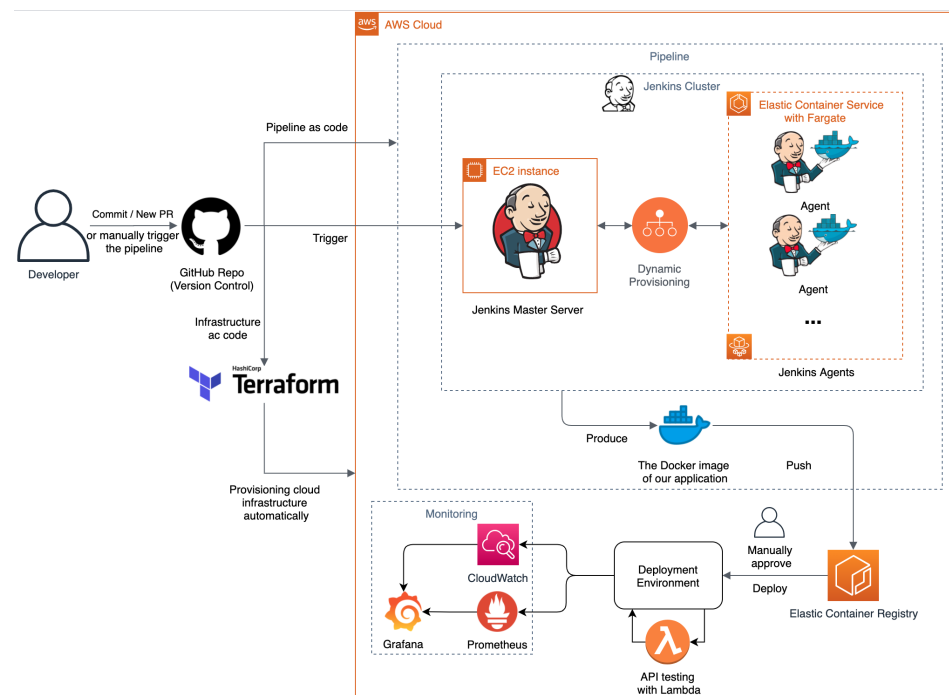 aws
AWS Cloud
Pipeline
Jenkins Cluster
Elastic Container Service
with Fargate
Pipeline as code
EC2 instance
Agent
Commit / New PR
or manually trigger
the pipeline
Trigger
Developer
GitHub Repo
(Version Control)
Dynamic
Provisioning
Agent
Jenkins Master Server
...
Infrastructure
ac code
HashiCorp
Terraform
Jenkins Agents
Produce
The Docker image
of our application
Push
Provisioning cloud
infrastructure
automatically
Monitoring
Manually
approve
CloudWatch
Deployment
Environment
Deploy
Elastic Container Registry
Grafana
Prometheus
API testing
with Lambda